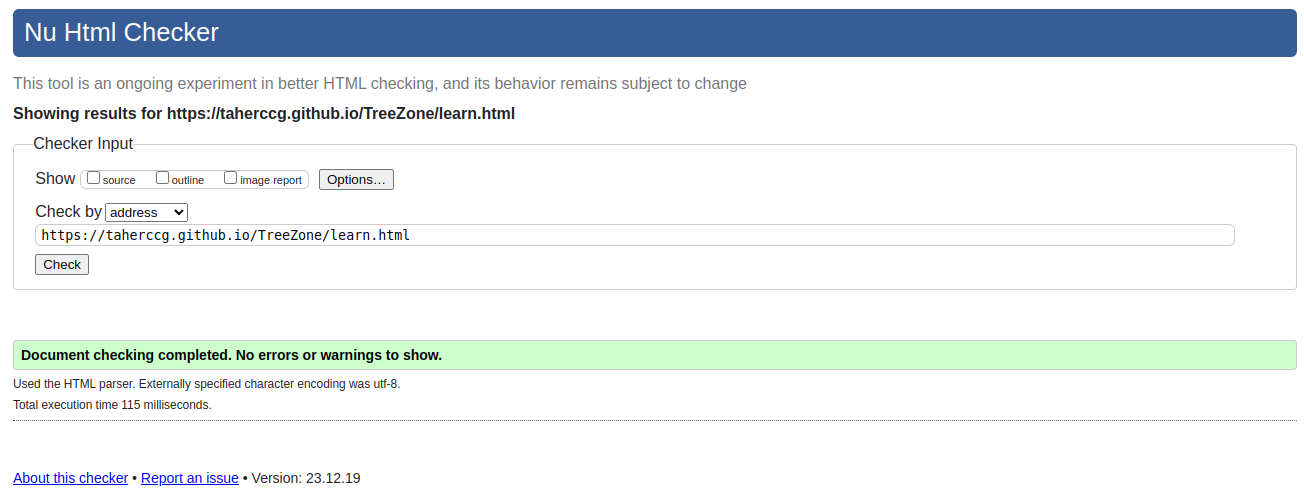 Nu Html Checker
This tool is an ongoing experiment in better HTML checking, and its behavior remains subject to change
Showing results for https://taherccg.github.io/TreeZone/learn.html
Checker Input
Show source outline image report Options...
Check by address
https://taherccg.github.io/TreeZone/learn.html
Check
Document checking completed. No errors or warnings to show.
Used the HTML parser. Externally specified character encoding was utf-8.
Total execution time 115 milliseconds.
About this checker • Report an issue • Version: 23.12.19